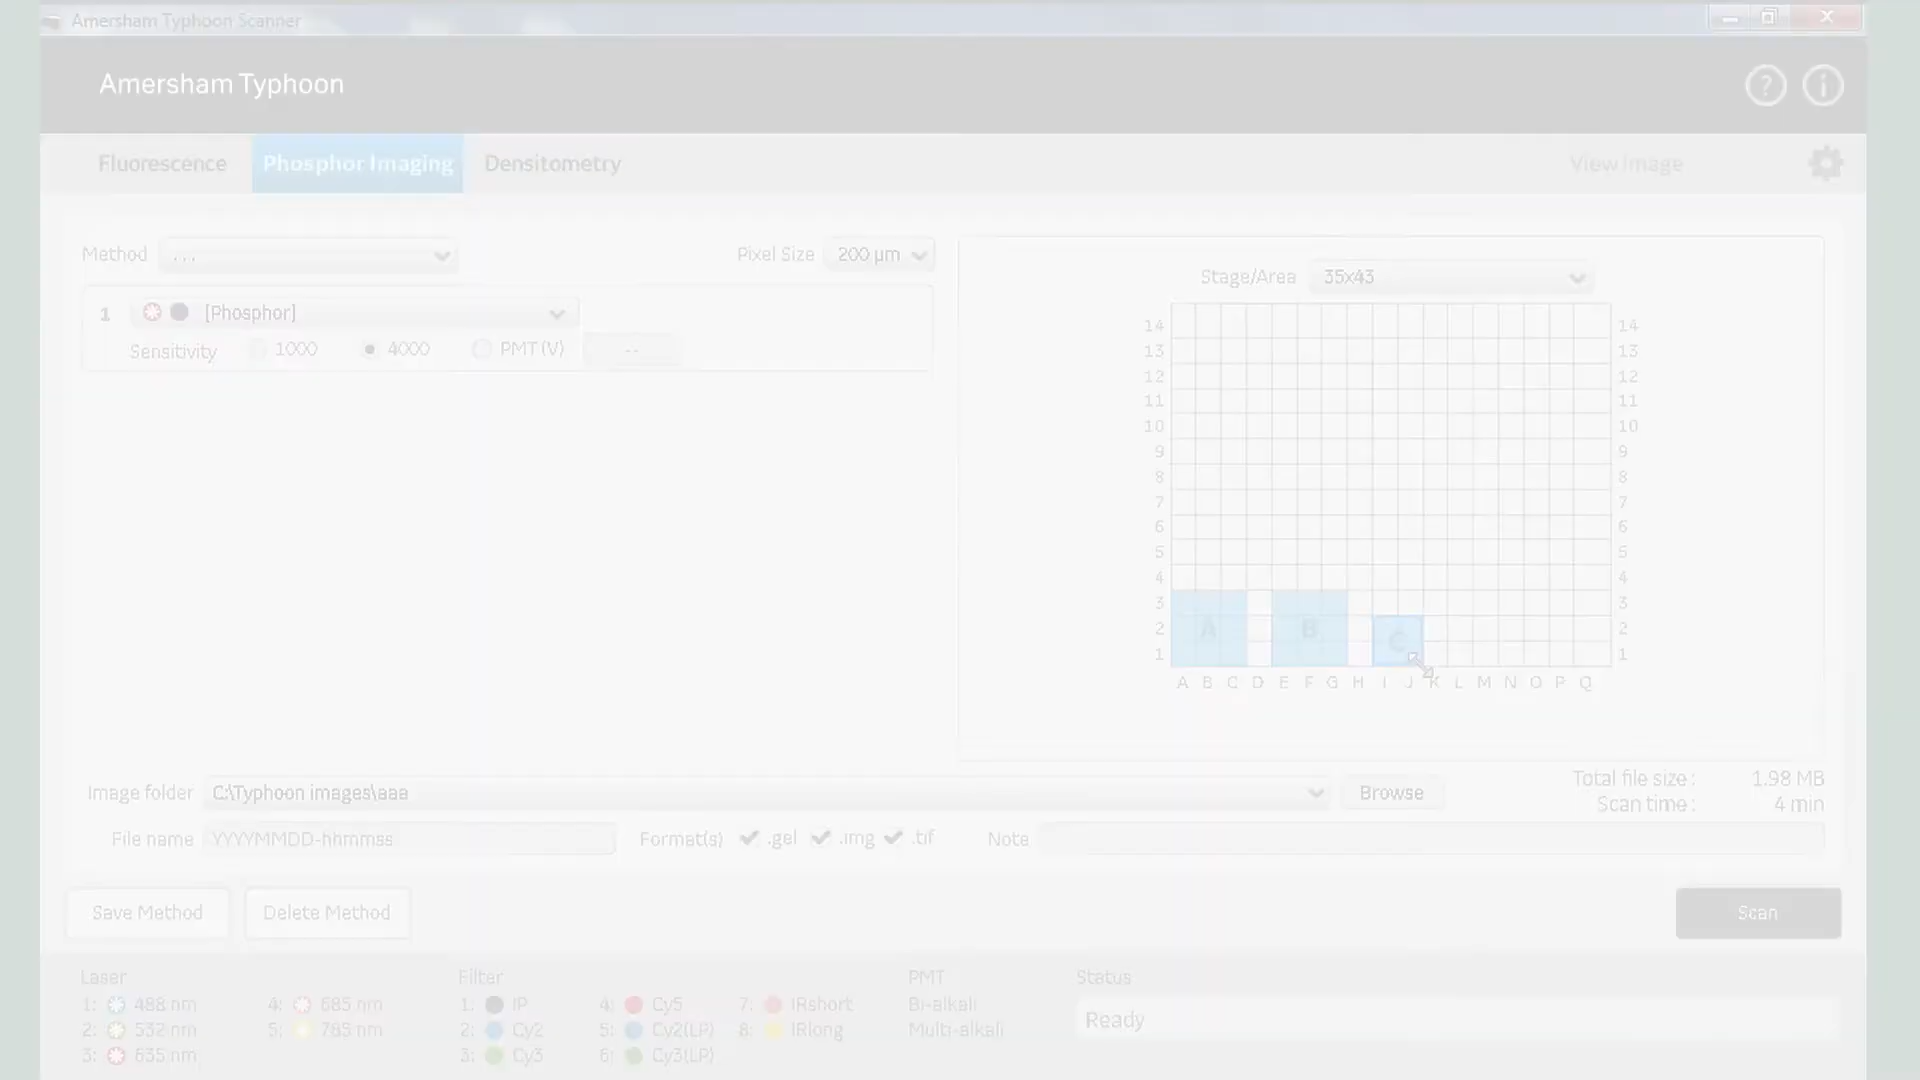 Amersham Typhoon Scanner
Amersham Typhoon
? i
Fluorescence Phosphor Imaging Densitometry View Image
Method ... Pixel Size 200 µm
1 [Phosphor]
Sensitivity 1000 4000 PMT (V) --
Stage/Area 35x43
14 14
13 13
12 12
11 11
10 10
9 9
8 8
7 7
6 6
5 5
4 4
3 3
A B C
2 2
1 1
A B C D E F G H I J K L M N O P Q
Image folder C:\Typhoon images\aaa Browse
Total file size : 1.98 MB
Scan time : 4 min
File name YYYYMMDD-hhmmss Format(s) .gel .img .tif Note
Save Method Delete Method Scan
Laser Filter PMT Status
1: 488 nm 4: 685 nm 1: IP 4: Cy5 7: IRshort Bi-alkali
2: 532 nm 5: 785 nm 2: Cy2 5: Cy2(LP) 8: IRlong Multi-alkali Ready
3: 635 nm 3: Cy3 6: Cy3(LP)